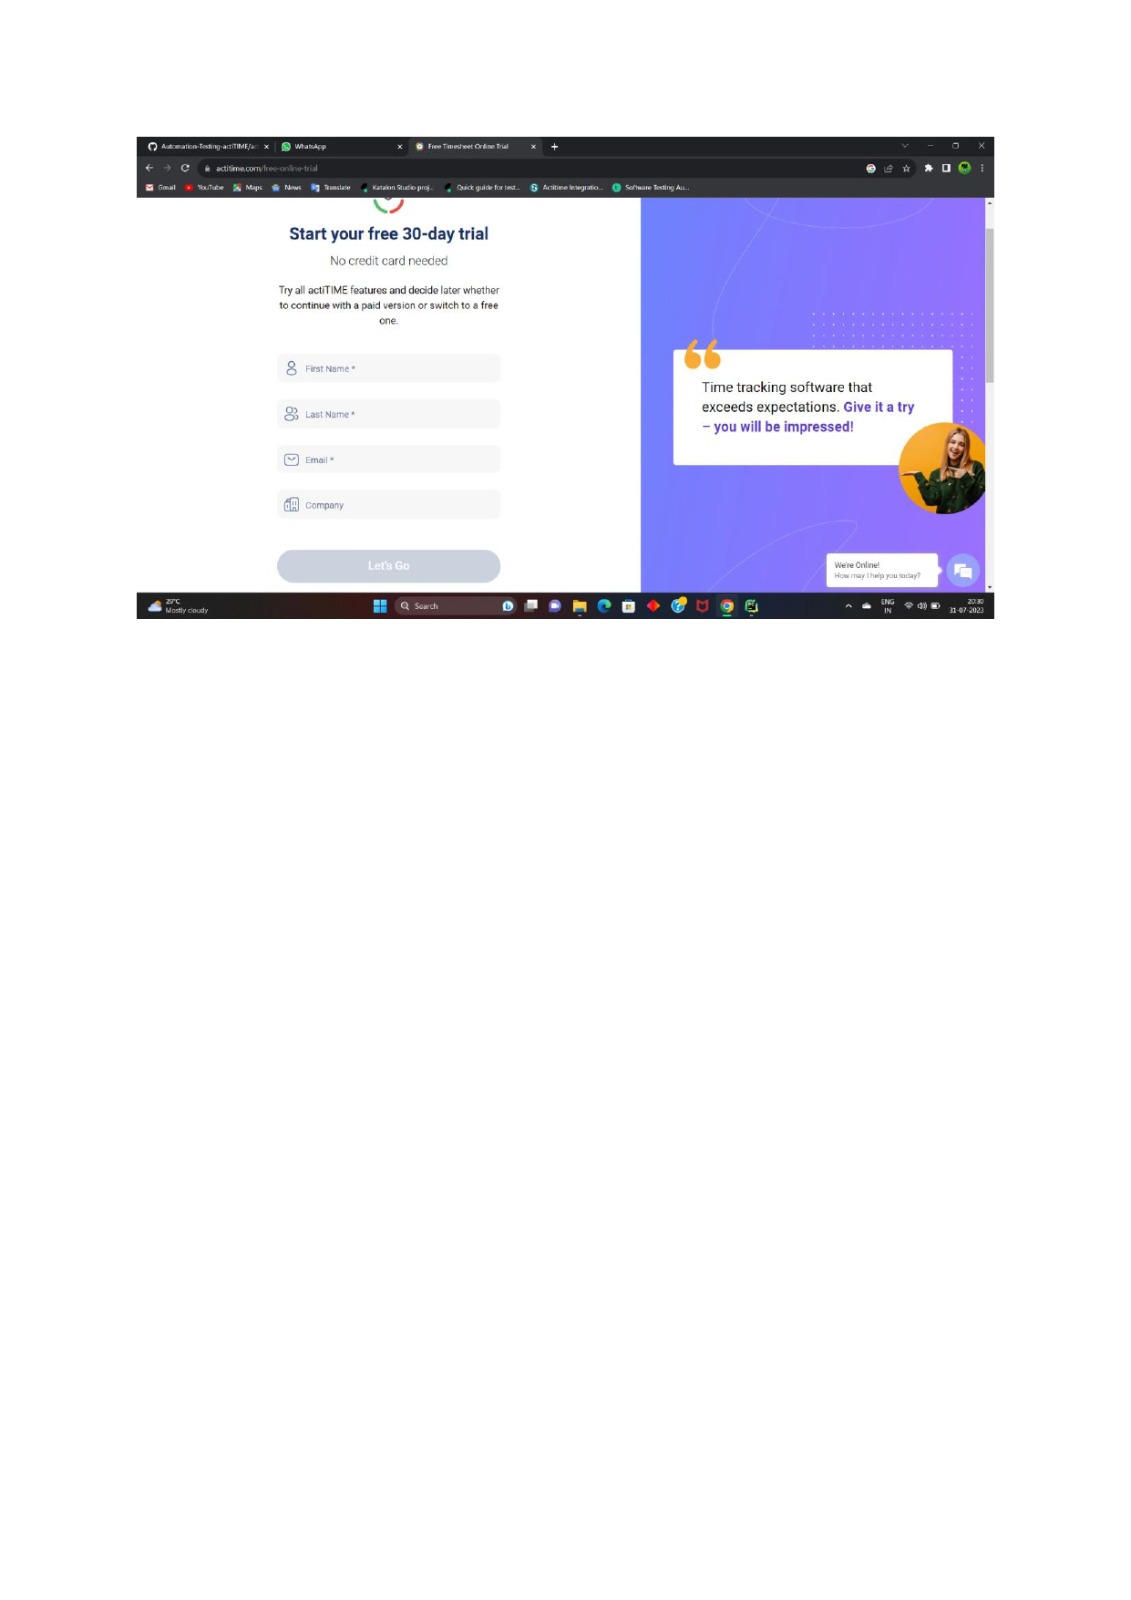 Automation-Testing-actiTIME/ac
WhatsApp
Free Timesheet Online Trial
actitime.com/free-online-trial
Gmail
YouTube
Maps
News
Translate
Katalon Studio proj...
Quick guide for test...
Actitime Integratio...
Software Testing Au...
Start your free 30-day trial
No credit card needed
Try all actiTIME features and decide later whether
to continue with a paid version or switch to a free
one.
First Name *
Last Name *
Email *
Company
Let's Go
Time tracking software that
exceeds expectations. Give it a try
– you will be impressed!
We're Online!
How may I help you today?
29°C
Mostly cloudy
Search
ENG
IN
20:30
31-07-2023